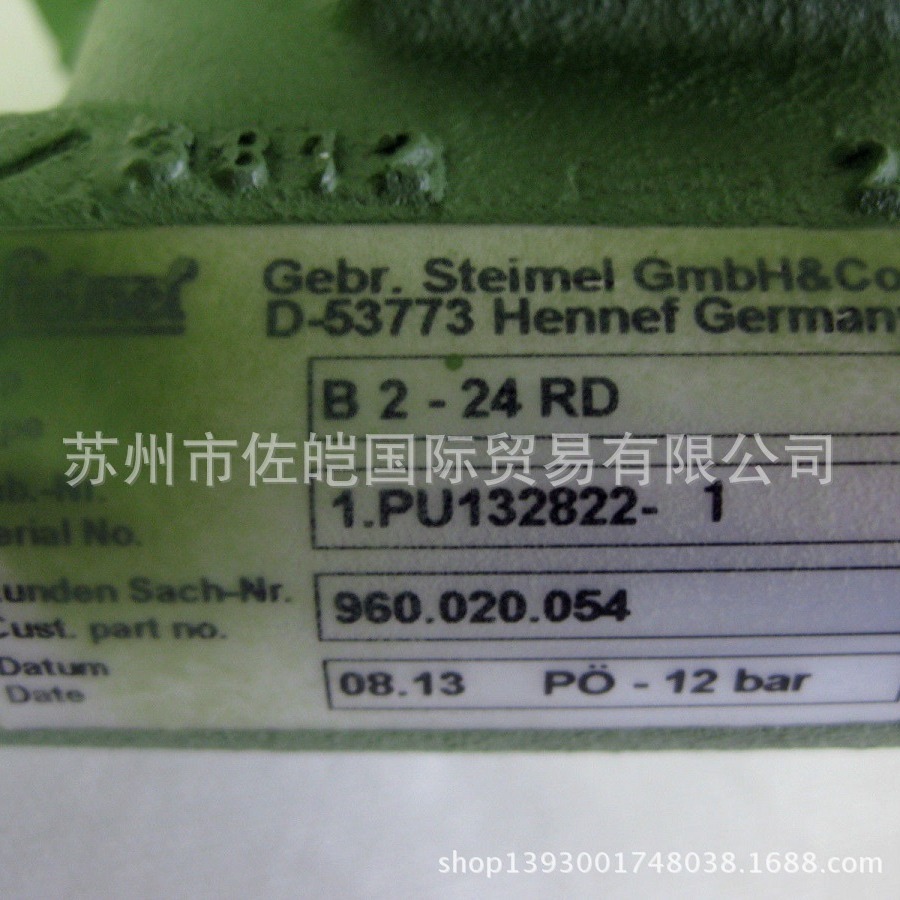 Steimel
Gebr. Steimel GmbH&Co
D-53773 Hennef German
B 2 - 24 RD
苏州市佐皑国际贸易有限公司
1.PU132822- 1
erial No.
unden Sach-Nr.
Cust. part no.
960.020.054
Datum
Date
08.13 PÖ - 12 bar
shop1393001748038.1688.com